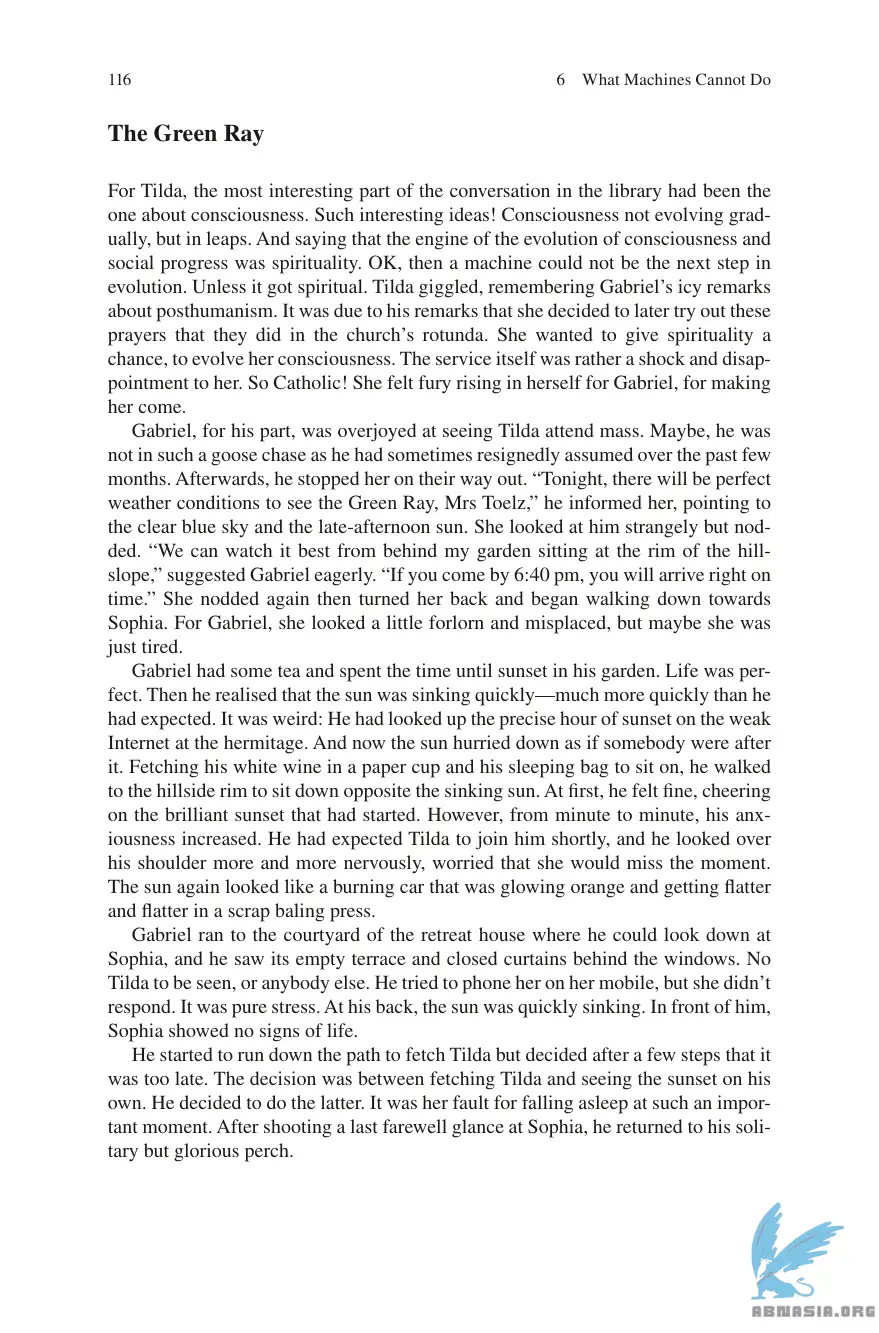 116
6 What Machines Cannot Do
The Green Ray
For Tilda, the most interesting part of the conversation in the library had been the
one about consciousness. Such interesting ideas! Consciousness not evolving grad-
ually, but in leaps. And saying that the engine of the evolution of consciousness and
social progress was spirituality. OK, then a machine could not be the next step in
evolution. Unless it got spiritual. Tilda giggled, remembering Gabriel’s icy remarks
about posthumanism. It was due to his remarks that she decided to later try out these
prayers that they did in the church’s rotunda. She wanted to give spirituality a
chance, to evolve her consciousness. The service itself was rather a shock and disap-
pointment to her. So Catholic! She felt fury rising in herself for Gabriel, for making
her come.
Gabriel, for his part, was overjoyed at seeing Tilda attend mass. Maybe, he was
not in such a goose chase as he had sometimes resignedly assumed over the past few
months. Afterwards, he stopped her on their way out. “Tonight, there will be perfect
weather conditions to see the Green Ray, Mrs Toelz,” he informed her, pointing to
the clear blue sky and the late-afternoon sun. She looked at him strangely but nod-
ded. “We can watch it best from behind my garden sitting at the rim of the hill-
slope,” suggested Gabriel eagerly. “If you come by 6:40 pm, you will arrive right on
time.” She nodded again then turned her back and began walking down towards
Sophia. For Gabriel, she looked a little forlorn and misplaced, but maybe she was
just tired.
Gabriel had some tea and spent the time until sunset in his garden. Life was per-
fect. Then he realised that the sun was sinking quickly—much more quickly than he
had expected. It was weird: He had looked up the precise hour of sunset on the weak
Internet at the hermitage. And now the sun hurried down as if somebody were after
it. Fetching his white wine in a paper cup and his sleeping bag to sit on, he walked
to the hillside rim to sit down opposite the sinking sun. At first, he felt fine, cheering
on the brilliant sunset that had started. However, from minute to minute, his anx-
iousness increased. He had expected Tilda to join him shortly, and he looked over
his shoulder more and more nervously, worried that she would miss the moment.
The sun again looked like a burning car that was glowing orange and getting flatter
and flatter in a scrap baling press.
Gabriel ran to the courtyard of the retreat house where he could look down at
Sophia, and he saw its empty terrace and closed curtains behind the windows. No
Tilda to be seen, or anybody else. He tried to phone her on her mobile, but she didn’t
respond. It was pure stress. At his back, the sun was quickly sinking. In front of him,
Sophia showed no signs of life.
He started to run down the path to fetch Tilda but decided after a few steps that it
was too late. The decision was between fetching Tilda and seeing the sunset on his
own. He decided to do the latter. It was her fault for falling asleep at such an impor-
tant moment. After shooting a last farewell glance at Sophia, he returned to his soli-
tary but glorious perch.
ABNASIA.ORG